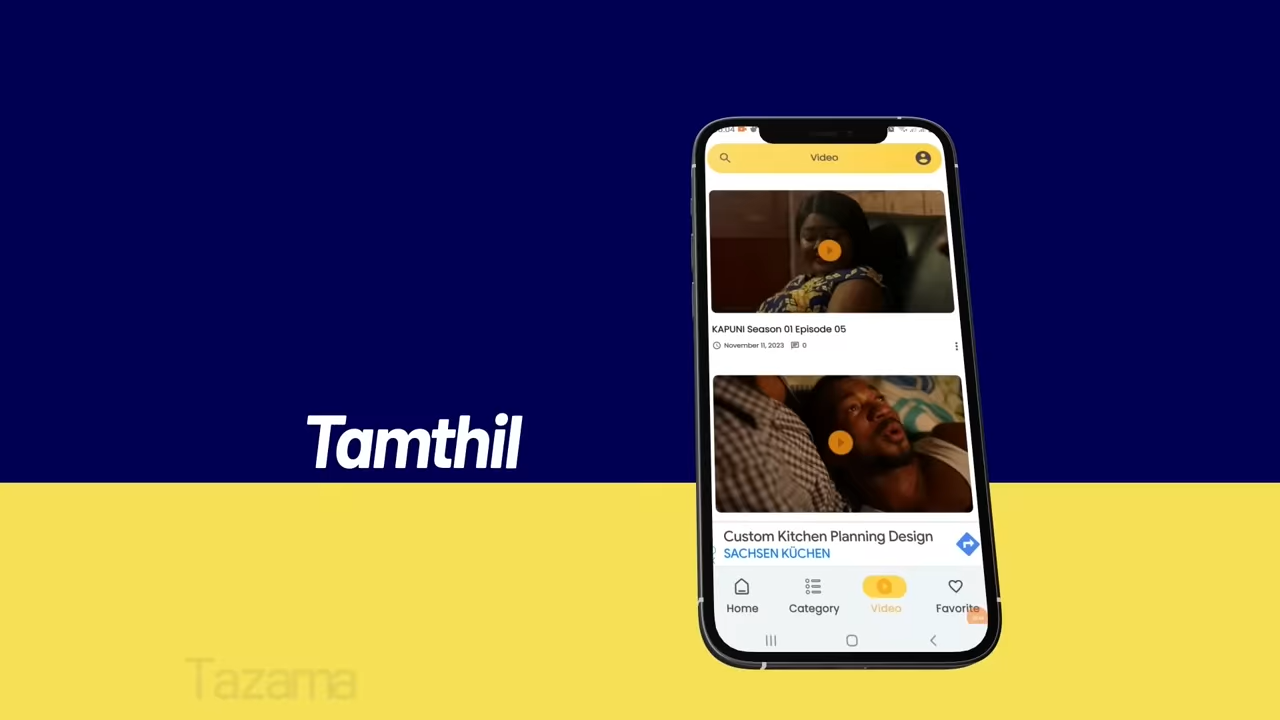 Tamthil
Tazama
Video
KAPUNI Season 01 Episode 05
November 11, 2023 0
Custom Kitchen Planning Design
SACHSEN KÜCHEN
Home Category Video Favorite